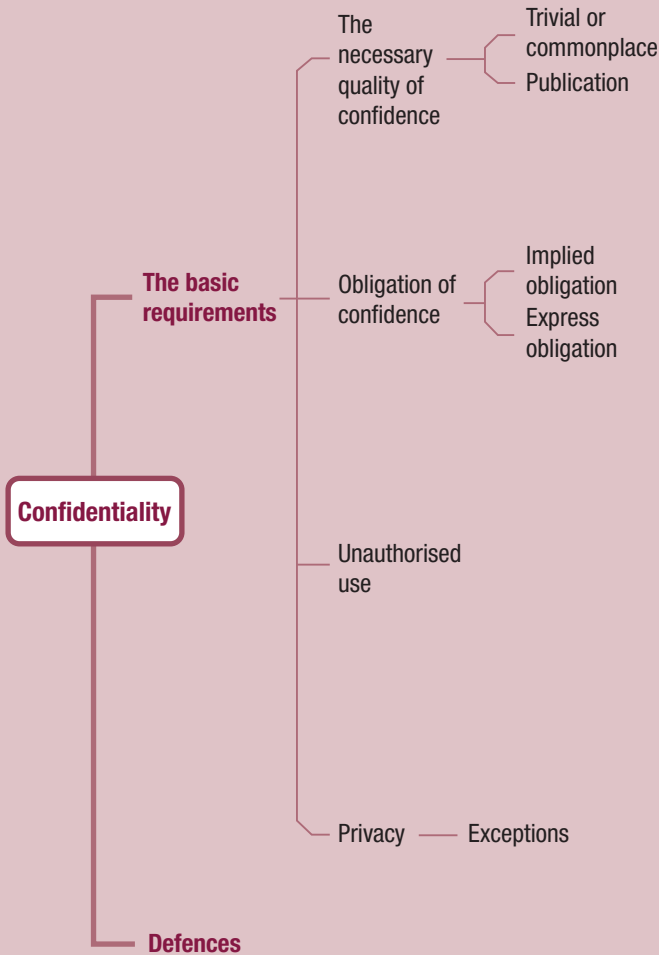 The
necessary
quality of
confidence
Trivial or
commonplace
Publication
The basic
requirements
Obligation of
confidence
Implied
obligation
Express
obligation
Confidentiality
Unauthorised
use
Privacy
Exceptions
Defences